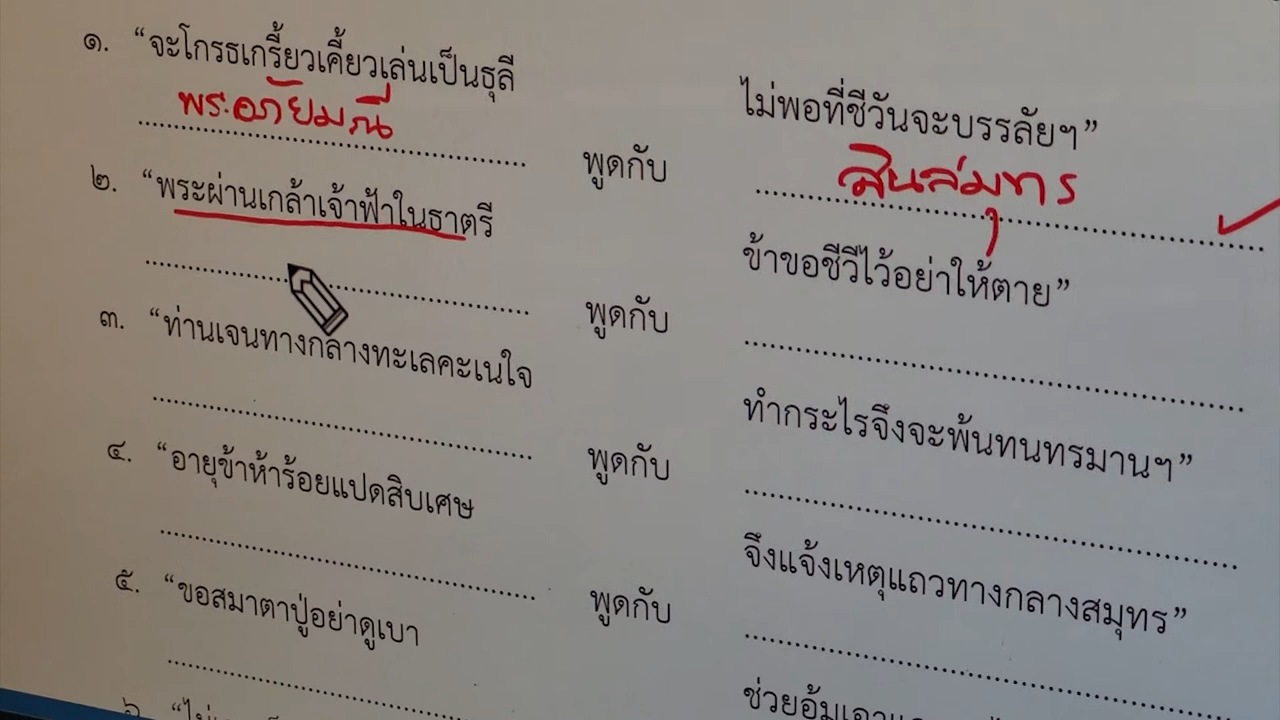 ๑. “จะโกรธเกรี้ยวเคี้ยวเล่นเป็นธุลี ไม่พอที่ชีวันจะบรรลัยฯ”
พระอภัยมณี พูดกับ สินสมุทร
๒. “พระผ่านเกล้าเจ้าฟ้าในธาตรี ข้าขอชีวีไว้อย่าให้ตาย”
พูดกับ
๓. “ท่านเจนทางกลางทะเลคะเนใจ ทำกระไรจึงจะพ้นทนทรมานฯ”
พูดกับ
๔. “อายุข้าห้าร้อยแปดสิบเศษ จึงแจ้งเหตุแถวทางกลางสมุทร”
พูดกับ
๕. “ขอสมาตาปู่อย่าดูเบา ช่วยอุ้มเอา
๖ “ไม่